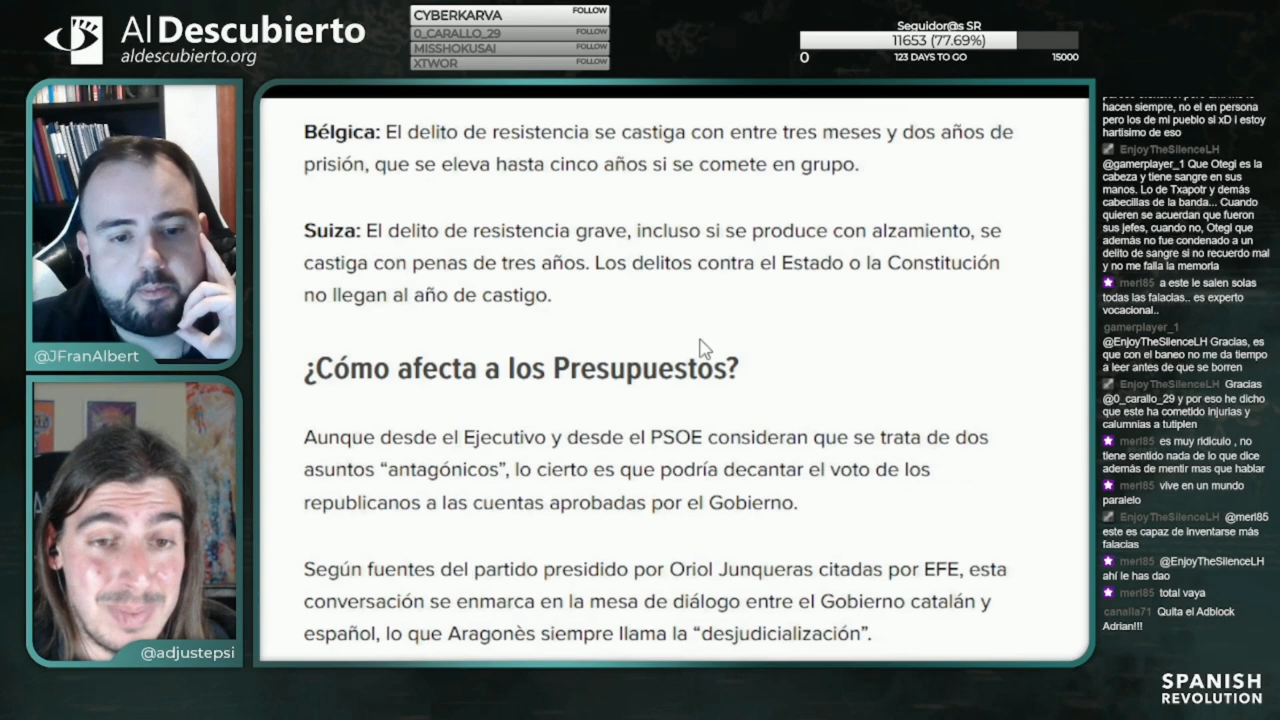 Al Descubierto
aldescubierto.org
CYBERKARVA FOLLOW
0_CARALLO_29 FOLLOW
MISSHOKUSAI FOLLOW
XTWOR FOLLOW
Seguidor@s SR
11653 (77.69%)
0 123 DAYS TO GO 15000
@JFranAlbert
@adjustepsi
Bélgica: El delito de resistencia se castiga con entre tres meses y dos años de
prisión, que se eleva hasta cinco años si se comete en grupo.
Suiza: El delito de resistencia grave, incluso si se produce con alzamiento, se
castiga con penas de tres años. Los delitos contra el Estado o la Constitución
no llegan al año de castigo.
¿Cómo afecta a los Presupuestos?
Aunque desde el Ejecutivo y desde el PSOE consideran que se trata de dos
asuntos “antagónicos”, lo cierto es que podría decantar el voto de los
republicanos a las cuentas aprobadas por el Gobierno.
Según fuentes del partido presidido por Oriol Junqueras citadas por EFE, esta
conversación se enmarca en la mesa de diálogo entre el Gobierno catalán y
español, lo que Aragonès siempre llama la “desjudicialización”.
hacen siempre, no el en persona
pero los de mi pueblo si xD i estoy
hartisimo de eso
EnjoyTheSilenceLH
@gamerplayer_1 Que Otegi es la
cabeza y tiene sangre en sus
manos. Lo de Txapotr y demás
cabecillas de la banda... Cuando
quieren se acuerdan que fueron
sus jefes, cuando no, Otegi que
además no fue condenado a un
delito de sangre si no recuerdo mal
y no me falla la memoria
merl85 a este le salen solas
todas las falacias.. es experto
vocacional..
gamerplayer_1
@EnjoyTheSilenceLH Gracias, es
que con el baneo no me da tiempo
a leer antes de que se borren
EnjoyTheSilenceLH Gracias
@0_carallo_29 y por eso he dicho
que este ha cometido injurias y
calumnias a tutiplen
merl85 es muy ridiculo , no
tiene sentido nada de lo que dice
además de mentir mas que hablar
merl85 vive en un mundo
paralelo
EnjoyTheSilenceLH @merl85
este es capaz de inventarse más
falacias
merl85 @EnjoyTheSilenceLH
ahí le has dao
merl85 total vaya
canalla71 Quita el Adblock
Adrian!!!
SPANISH
REVOLUTION